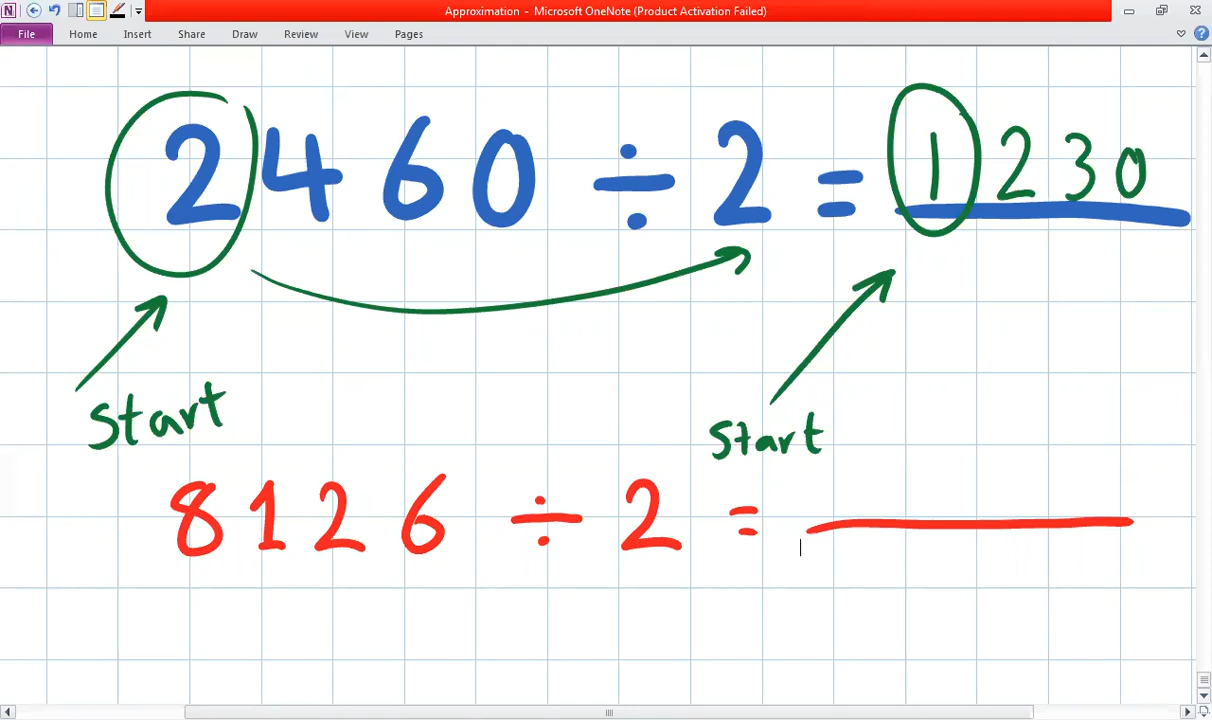 Approximation - Microsoft OneNote (Product Activation Failed)
File Home Insert Share Draw Review View Pages
2460 ÷ 2 = 1230
start
start
8126 ÷ 2 =